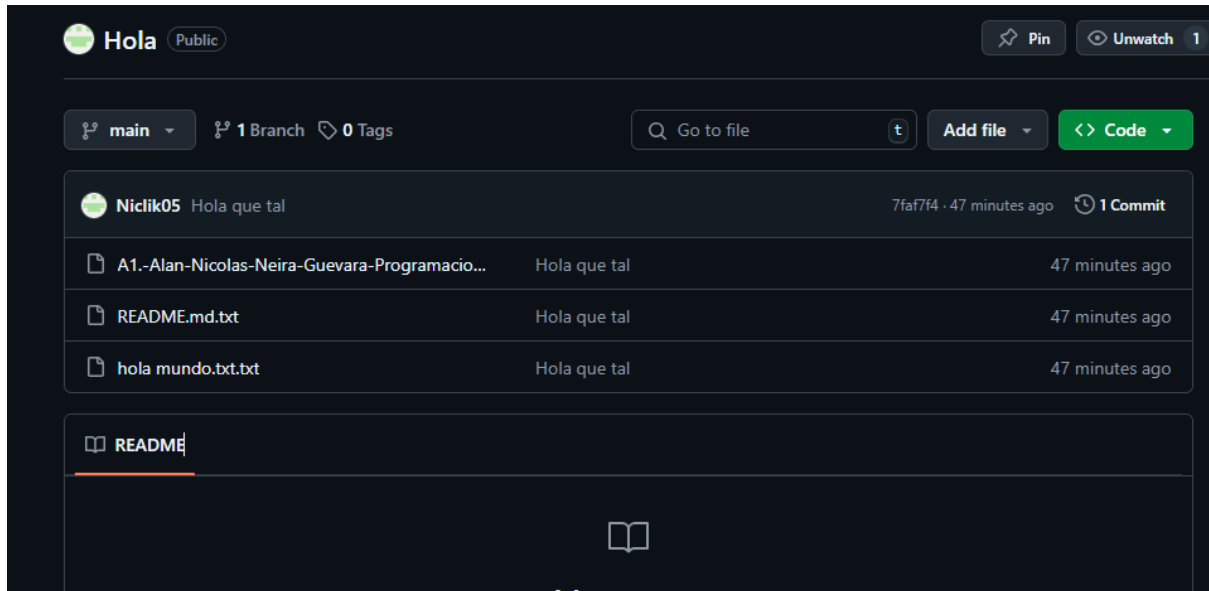 Hola Public Pin Unwatch 1
main 1 Branch 0 Tags Go to file t Add file Code
Niclik05 Hola que tal 7faf7f4 · 47 minutes ago 1 Commit
A1.-Alan-Nicolas-Neira-Guevara-Programacio... Hola que tal 47 minutes ago
README.md.txt Hola que tal 47 minutes ago
hola mundo.txt.txt Hola que tal 47 minutes ago
README